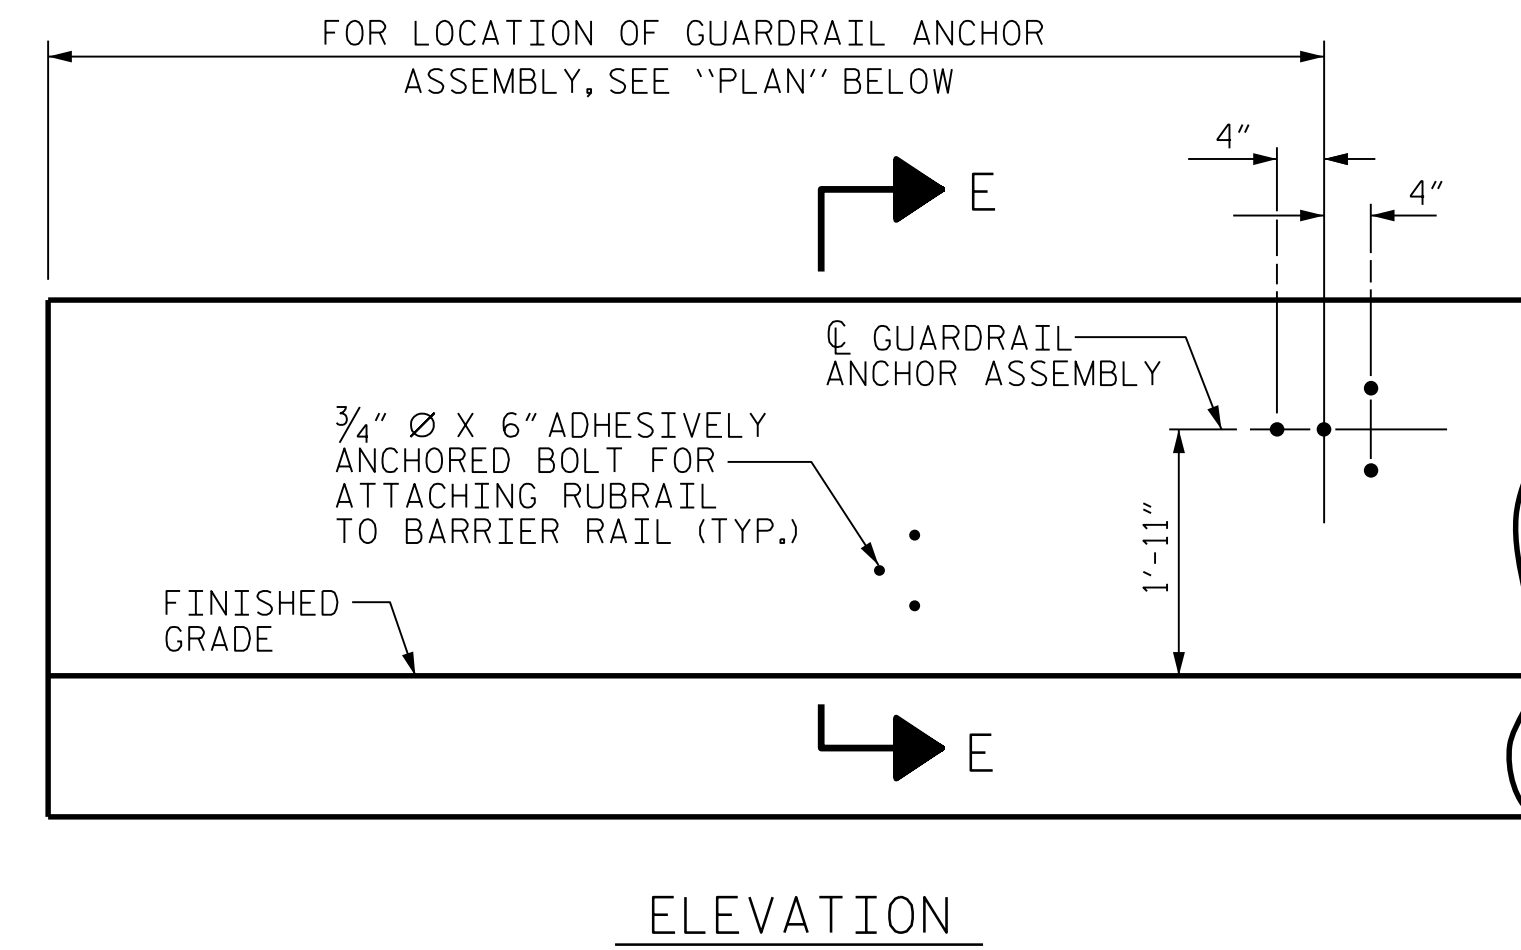 FOR LOCATION OF GUARDRAIL ANCHOR
ASSEMBLY, SEE "PLAN" BELOW
4"
4"
E
℄ GUARDRAIL
ANCHOR ASSEMBLY
¾" Ø X 6" ADHESIVELY
ANCHORED BOLT FOR
ATTACHING RUBRAIL
TO BARRIER RAIL (TYP.)
1'-11"
FINISHED
GRADE
E
ELEVATION